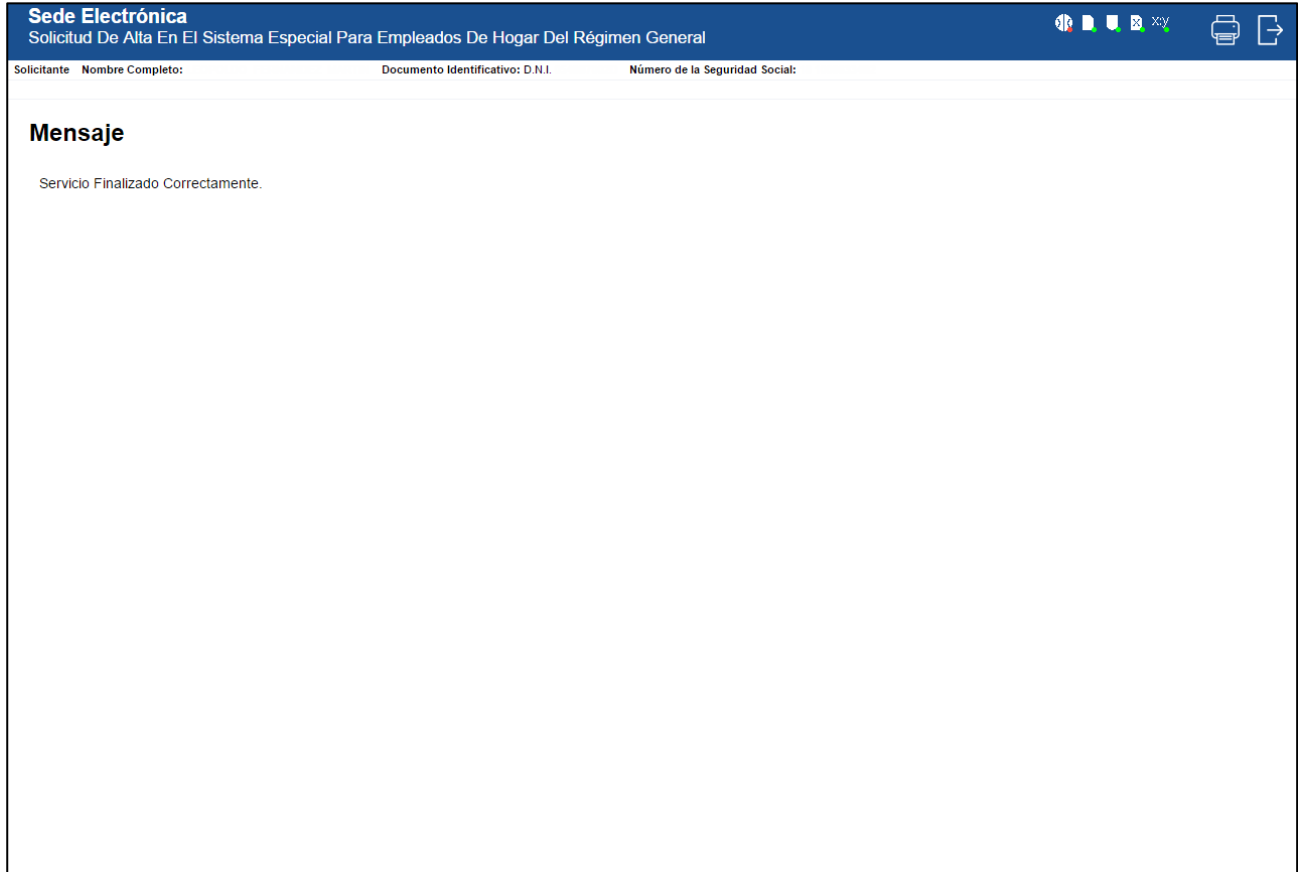 Sede Electrónica
Solicitud De Alta En El Sistema Especial Para Empleados De Hogar Del Régimen General
Solicitante Nombre Completo: Documento Identificativo: D.N.I. Número de la Seguridad Social:
Mensaje
Servicio Finalizado Correctamente.